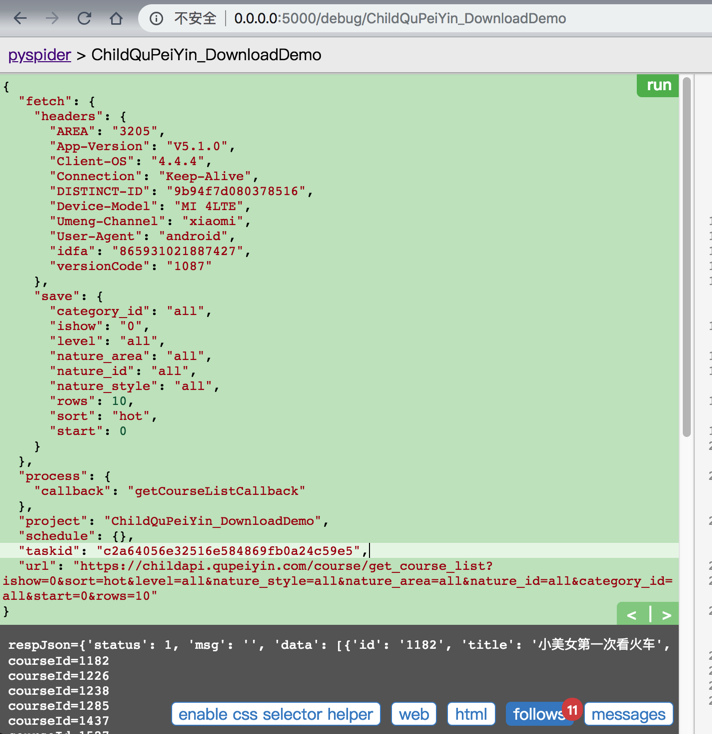 不安全 | 0.0.0.0:5000/debug/ChildQuPeiYin_DownloadDemo
pyspider > ChildQuPeiYin_DownloadDemo
run
{
"fetch": {
"headers": {
"AREA": "3205",
"App-Version": "V5.1.0",
"Client-OS": "4.4.4",
"Connection": "Keep-Alive",
"DISTINCT-ID": "9b94f7d080378516",
"Device-Model": "MI 4LTE",
"Umeng-Channel": "xiaomi",
"User-Agent": "android",
"idfa": "865931021887427",
"versionCode": "1087"
},
"save": {
"category_id": "all",
"ishow": "0",
"level": "all",
"nature_area": "all",
"nature_id": "all",
"nature_style": "all",
"rows": 10,
"sort": "hot",
"start": 0
}
},
"process": {
"callback": "getCourseListCallback"
},
"project": "ChildQuPeiYin_DownloadDemo",
"schedule": {},
"taskid": "c2a64056e32516e584869fb0a24c59e5",
"url": "https://childapi.qupeiyin.com/course/get_course_list?
ishow=0&sort=hot&level=all&nature_style=all&nature_area=all&nature_id=all&category_id=
all&start=0&rows=10"
}
< | >
respJson={'status': 1, 'msg': '', 'data': [{'id': '1182', 'title': '小美女第一次看火车',
courseId=1182
courseId=1226
courseId=1238
courseId=1285
courseId=1437
enable css selector helper web html follows 11 messages